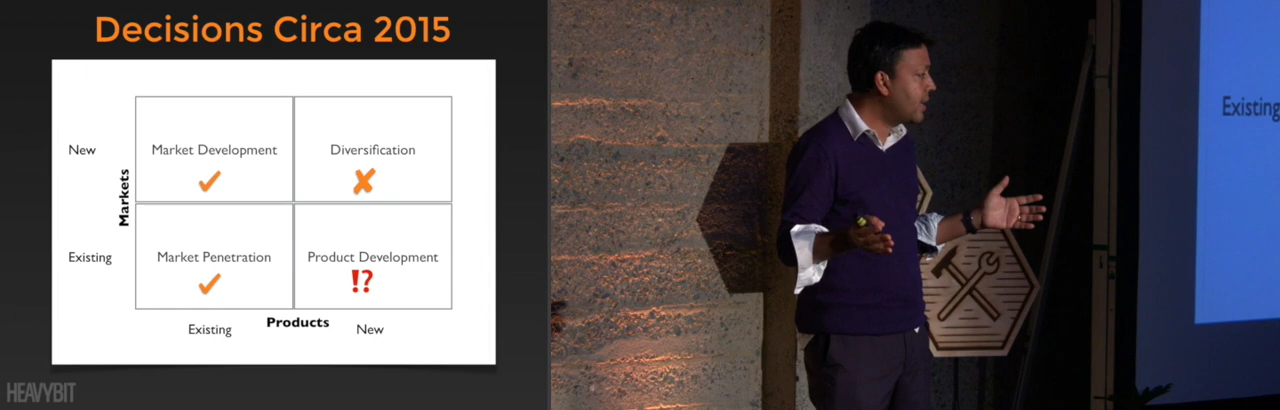 Decisions Circa 2015
New
Market Development
Diversification
✓
✘
Markets
Existing
Market Penetration
Product Development
✓
!?
Existing
Products
New
HEAVYBIT
Existing